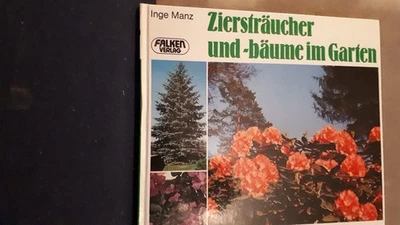 Inge Manz
Ziersträucher
und -bäume im Garten
FALKEN
VERLAG